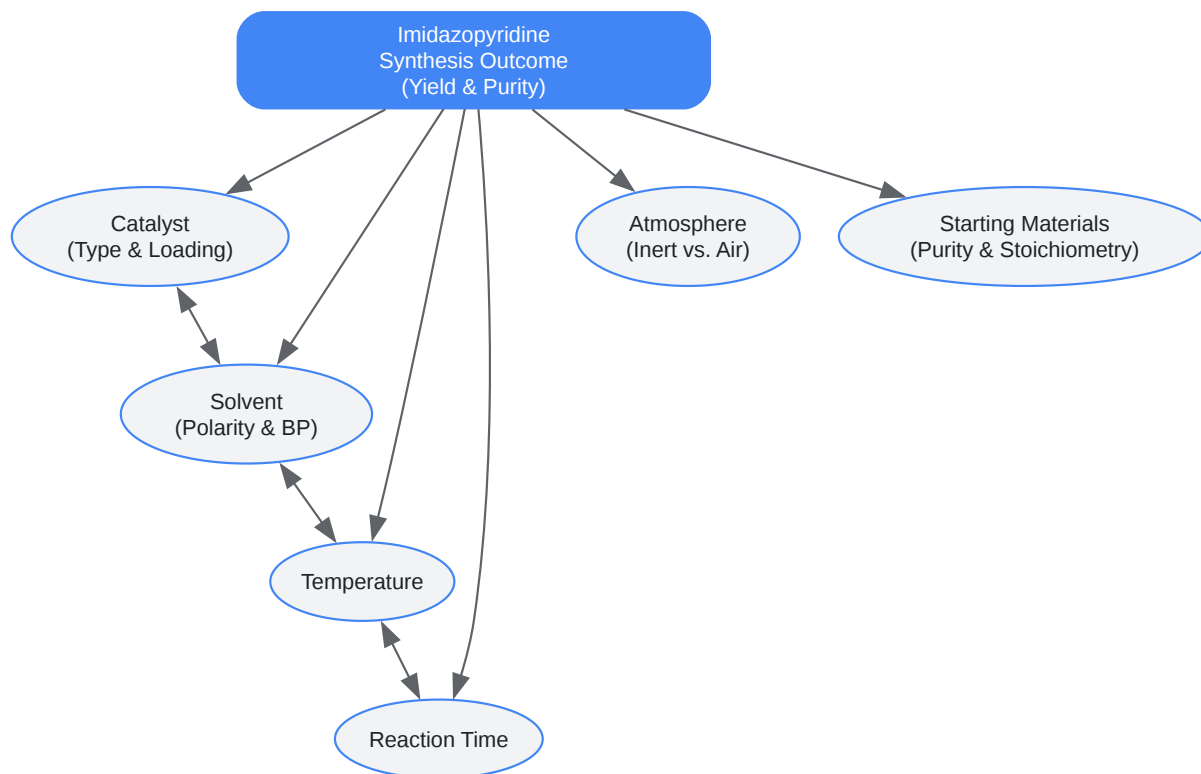 Imidazopyridine
Synthesis Outcome
(Yield & Purity)
Catalyst
(Type & Loading)
Atmosphere
(Inert vs. Air)
Starting Materials
(Purity & Stoichiometry)
Solvent
(Polarity & BP)
Temperature
Reaction Time